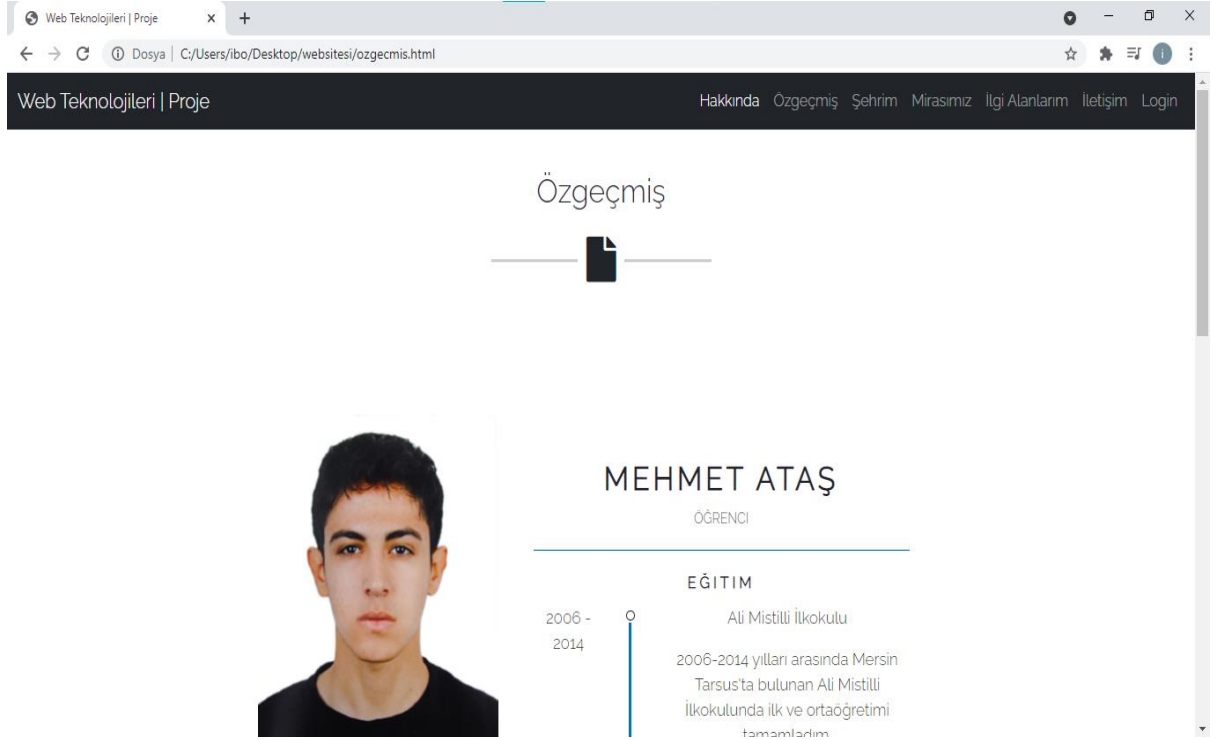 Web Teknolojileri | Proje
Dosya | C:/Users/ibo/Desktop/websitesi/ozgecmis.html
i
Web Teknolojileri | Proje
Hakkında Özgeçmiş Şehrim Mirasımız İlgi Alanlarım İletişim Login
Özgeçmiş
MEHMET ATAŞ
ÖĞRENCI
EĞITIM
2006 -
2014
Ali Mistilli İlkokulu
2006-2014 yılları arasında Mersin
Tarsus'ta bulunan Ali Mistilli
İlkokulunda ilk ve ortaöğretimi
tamamladım